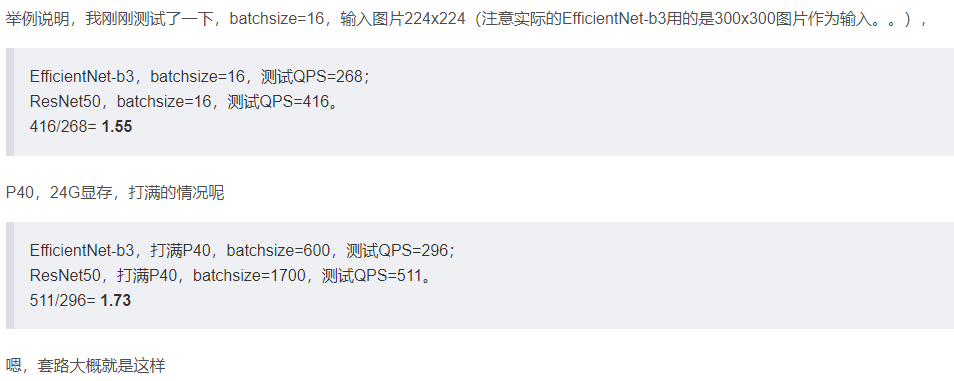 举例说明，我刚刚测试了一下，batchsize=16，输入图片224x224（注意实际的EfficientNet-b3用的是300x300图片作为输入。。），
EfficientNet-b3，batchsize=16，测试QPS=268；
ResNet50，batchsize=16，测试QPS=416。
416/268= 1.55
P40，24G显存，打满的情况呢
EfficientNet-b3，打满P40，batchsize=600，测试QPS=296；
ResNet50，打满P40，batchsize=1700，测试QPS=511。
511/296= 1.73
嗯，套路大概就是这样